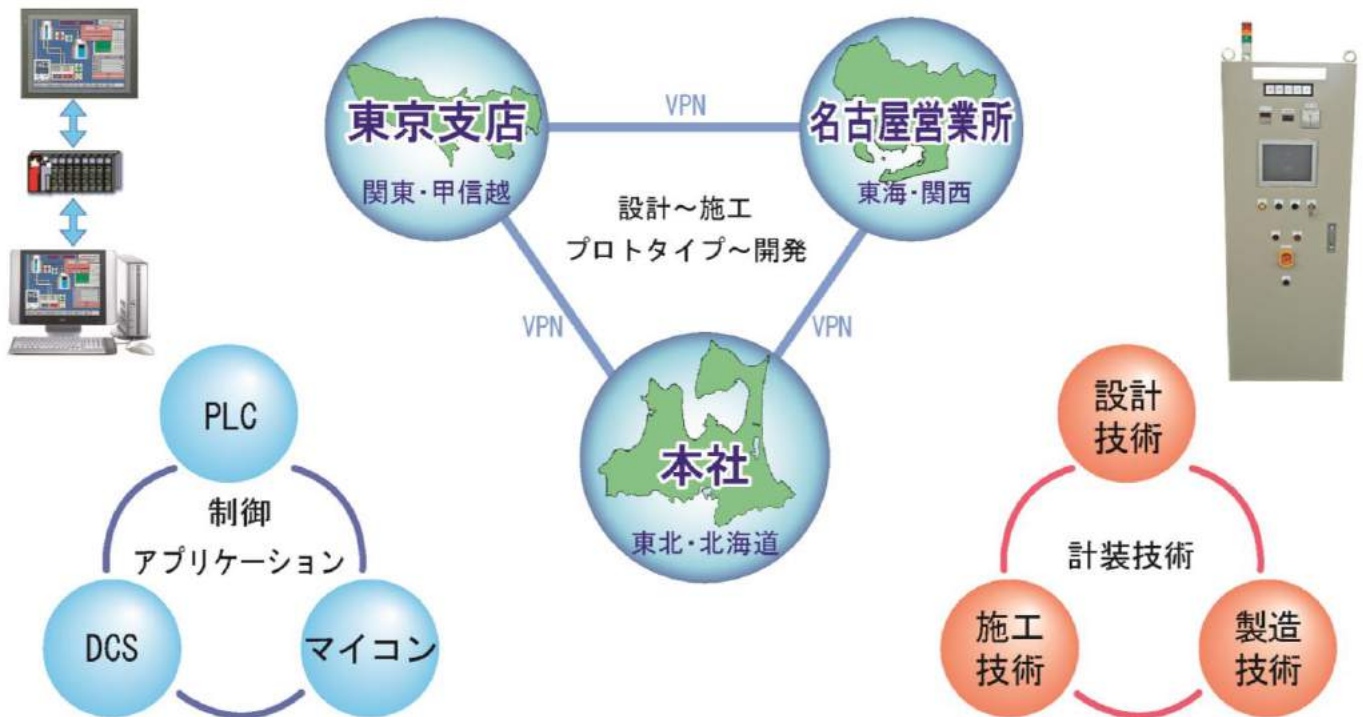 東京支店
関東・甲信越
VPN
名古屋営業所
東海・関西
設計～施工
プロトタイプ～開発
VPN
VPN
本社
東北・北海道
PLC
制御
アプリケーション
DCS
マイコン
設計
技術
計装技術
施工
技術
製造
技術